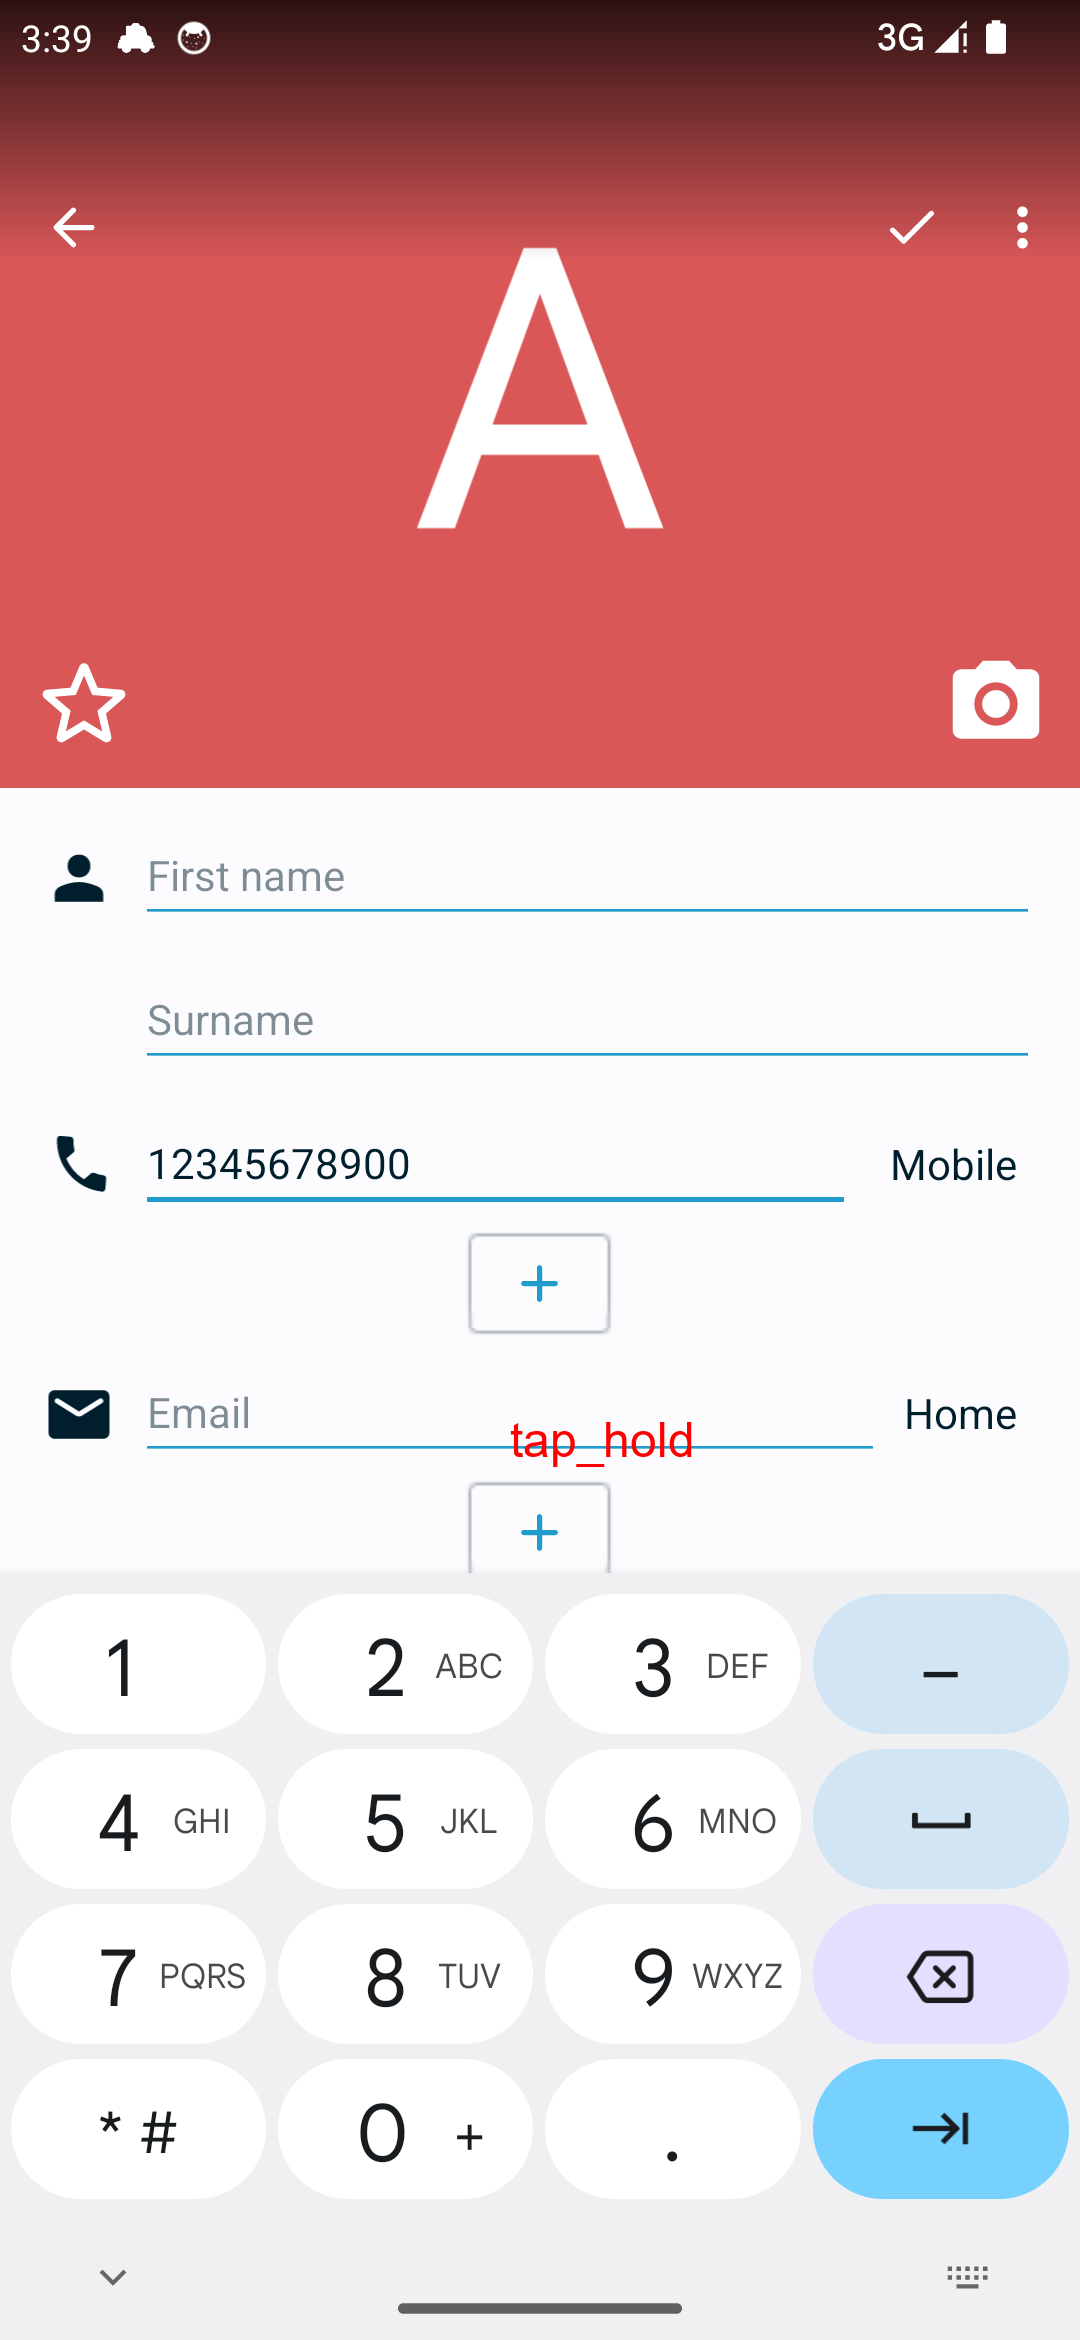 3:39
3G
A
First name
Surname
12345678900
Mobile
+
Email
Home
tap_hold
+
1
2 ABC
3 DEF
–
4 GHI
5 JKL
6 MNO
7 PQRS
8 TUV
9 WXYZ
* #
0 +
.